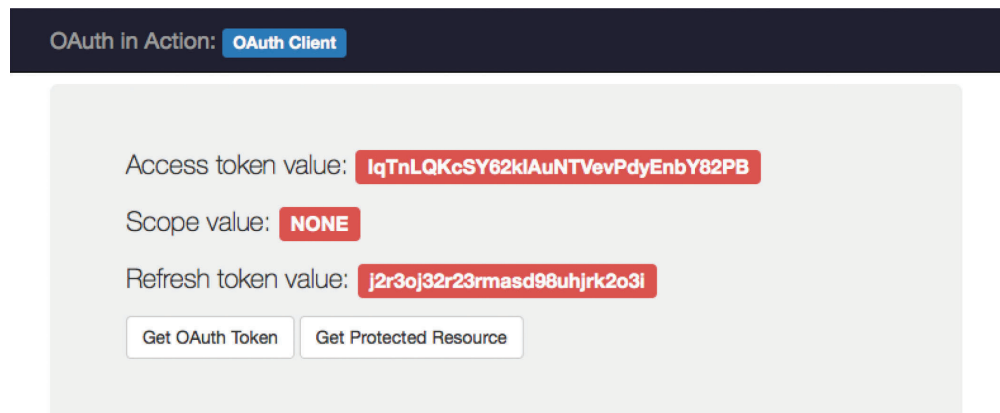 OAuth in Action: OAuth Client
Access token value: IqTnLQKcSY62klAuNTVevPdyEnbY82PB
Scope value: NONE
Refresh token value: j2r3oj32r23rmasd98uhjrk2o3i
Get OAuth Token Get Protected Resource